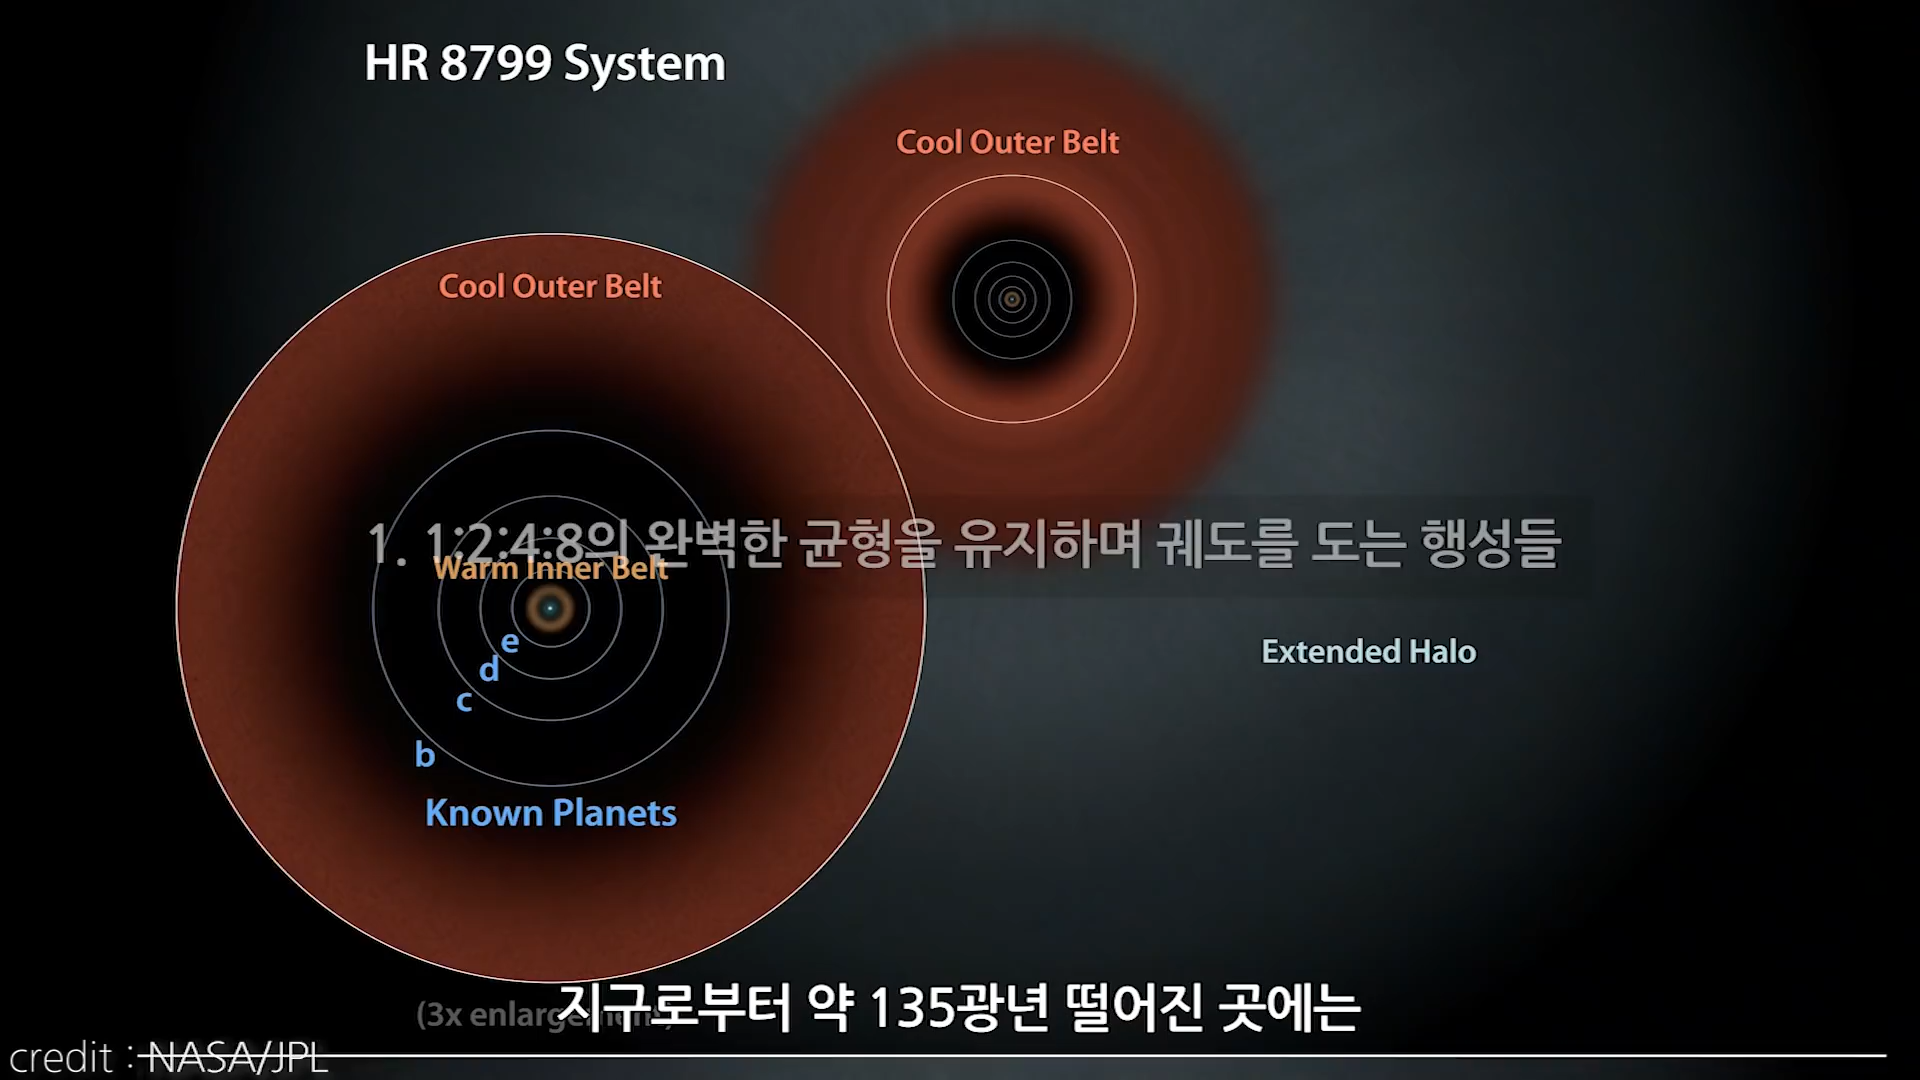 HR 8799 System
Cool Outer Belt
Cool Outer Belt
1. 1:2:4:8의 완벽한 균형을 유지하며 궤도를 도는 행성들
Warm Inner Belt
e
d
c
b
Extended Halo
Known Planets
(3x enlargement)
지구로부터 약 135광년 떨어진 곳에는
credit : NASA/JPL